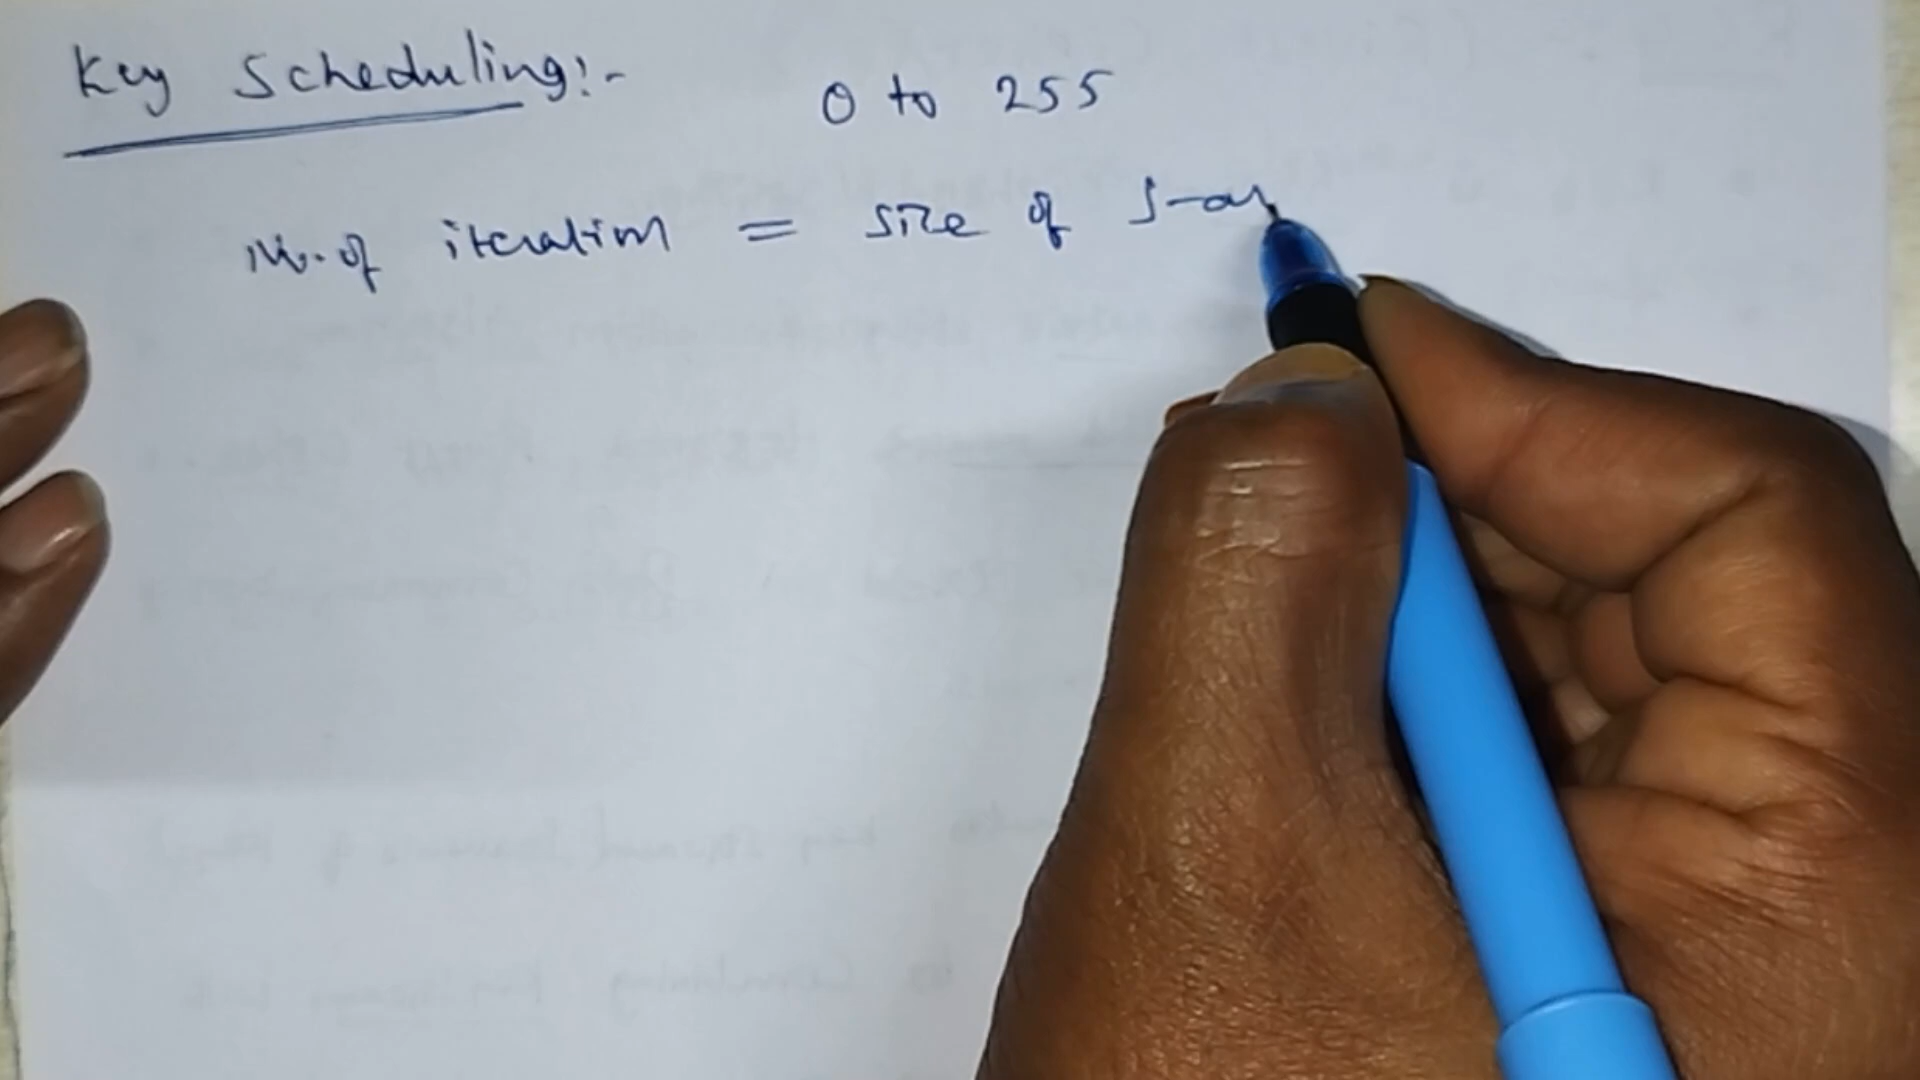 Key Scheduling:-
0 to 255
No. of iteration = size of S-ar